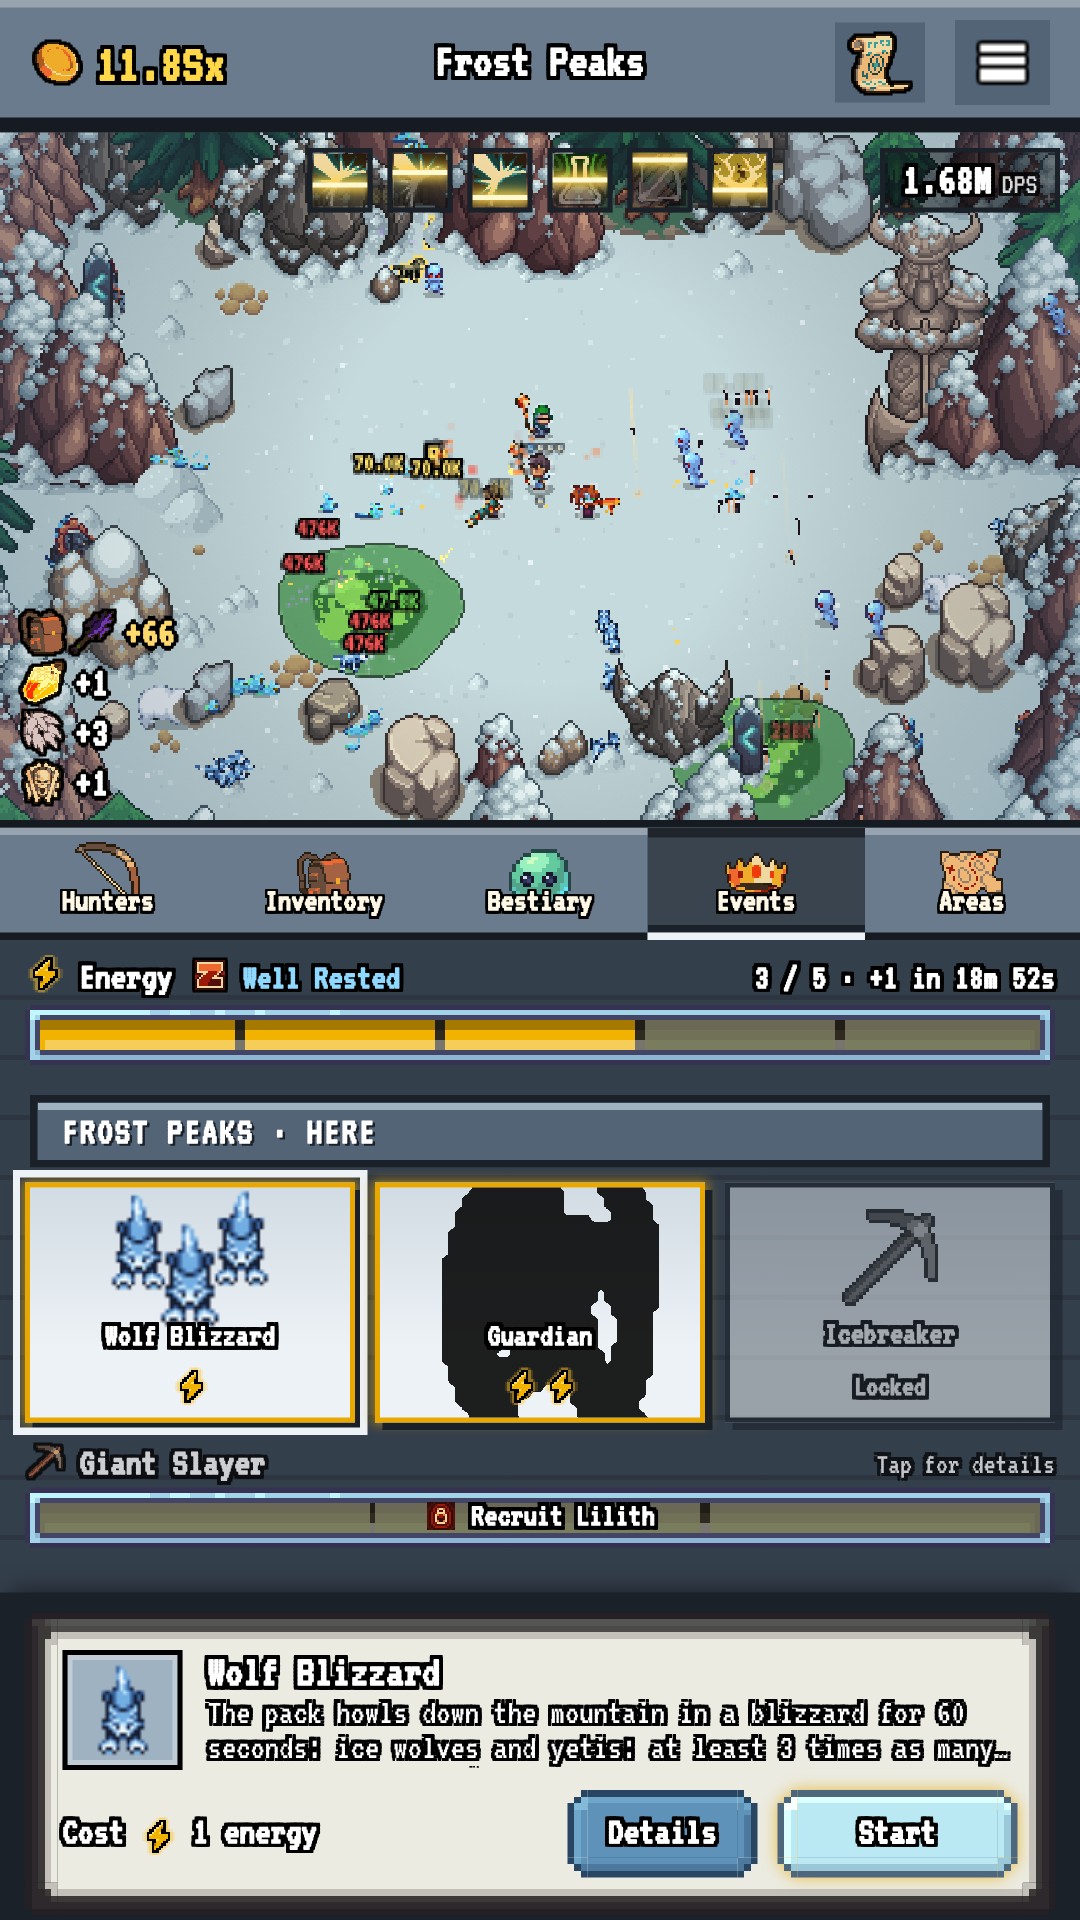 11.8Sx
Frost Peaks
1.68M DPS
70.0K 70.0K
476K
476K
476K
476K
238K
+66
+1
+3
+1
Hunters
Inventory
Bestiary
Events
Areas
Energy
Well Rested
3 / 5 · +1 in 18m 52s
FROST PEAKS · HERE
Wolf Blizzard
Guardian
Icebreaker
Locked
Giant Slayer
Tap for details
Recruit Lilith
Wolf Blizzard
The pack howls down the mountain in a blizzard for 60
seconds: ice wolves and yetis: at least 3 times as many…
Cost 1 energy
Details
Start